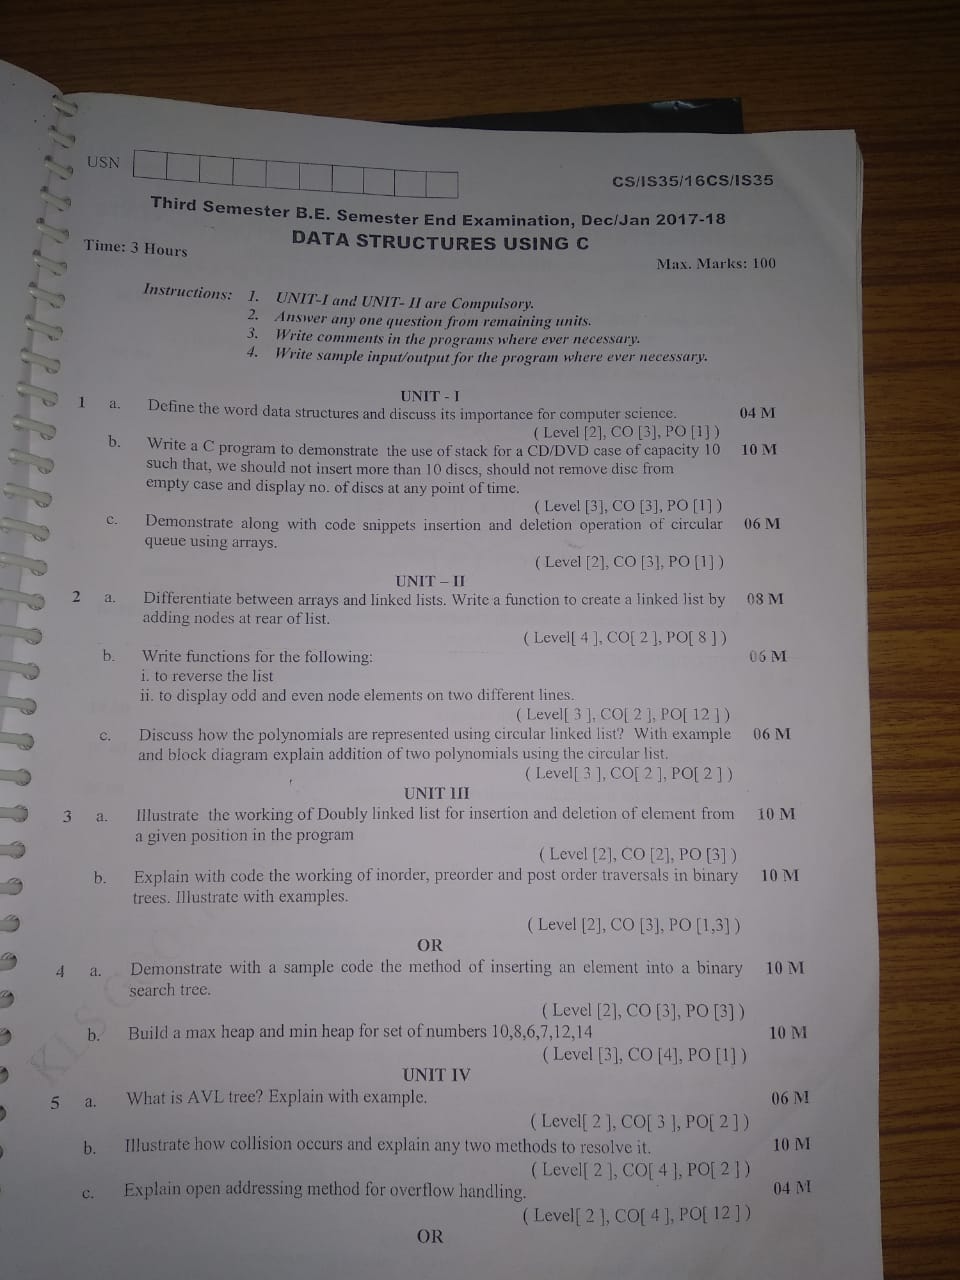 USN
CS/IS35/16CS/IS35
Third Semester B.E. Semester End Examination, Dec/Jan 2017-18
DATA STRUCTURES USING C
Time: 3 Hours
Max. Marks: 100
Instructions: 1. UNIT-I and UNIT- II are Compulsory.
2. Answer any one question from remaining units.
3. Write comments in the programs where ever necessary.
4. Write sample input/output for the program where ever necessary.
UNIT - I
1 a. Define the word data structures and discuss its importance for computer science. 04 M
( Level [2], CO [3], PO [1] )
b. Write a C program to demonstrate the use of stack for a CD/DVD case of capacity 10 10 M
such that, we should not insert more than 10 discs, should not remove disc from
empty case and display no. of discs at any point of time.
( Level [3], CO [3], PO [1] )
c. Demonstrate along with code snippets insertion and deletion operation of circular 06 M
queue using arrays.
( Level [2], CO [3], PO [1] )
UNIT – II
2 a. Differentiate between arrays and linked lists. Write a function to create a linked list by 08 M
adding nodes at rear of list.
( Level[ 4 ], CO[ 2 ], PO[ 8 ] )
b. Write functions for the following: 06 M
i. to reverse the list
ii. to display odd and even node elements on two different lines.
( Level[ 3 ], CO[ 2 ], PO[ 12 ] )
c. Discuss how the polynomials are represented using circular linked list? With example 06 M
and block diagram explain addition of two polynomials using the circular list.
( Level[ 3 ], CO[ 2 ], PO[ 2 ] )
UNIT III
3 a. Illustrate the working of Doubly linked list for insertion and deletion of element from 10 M
a given position in the program
( Level [2], CO [2], PO [3] )
b. Explain with code the working of inorder, preorder and post order traversals in binary 10 M
trees. Illustrate with examples.
( Level [2], CO [3], PO [1,3] )
OR
4 a. Demonstrate with a sample code the method of inserting an element into a binary 10 M
search tree.
( Level [2], CO [3], PO [3] )
b. Build a max heap and min heap for set of numbers 10,8,6,7,12,14 10 M
( Level [3], CO [4], PO [1] )
UNIT IV
5 a. What is AVL tree? Explain with example. 06 M
( Level[ 2 ], CO[ 3 ], PO[ 2 ] )
b. Illustrate how collision occurs and explain any two methods to resolve it. 10 M
( Level[ 2 ], CO[ 4 ], PO[ 2 ] )
c. Explain open addressing method for overflow handling. 04 M
( Level[ 2 ], CO[ 4 ], PO[ 12 ] )
OR
KLS G